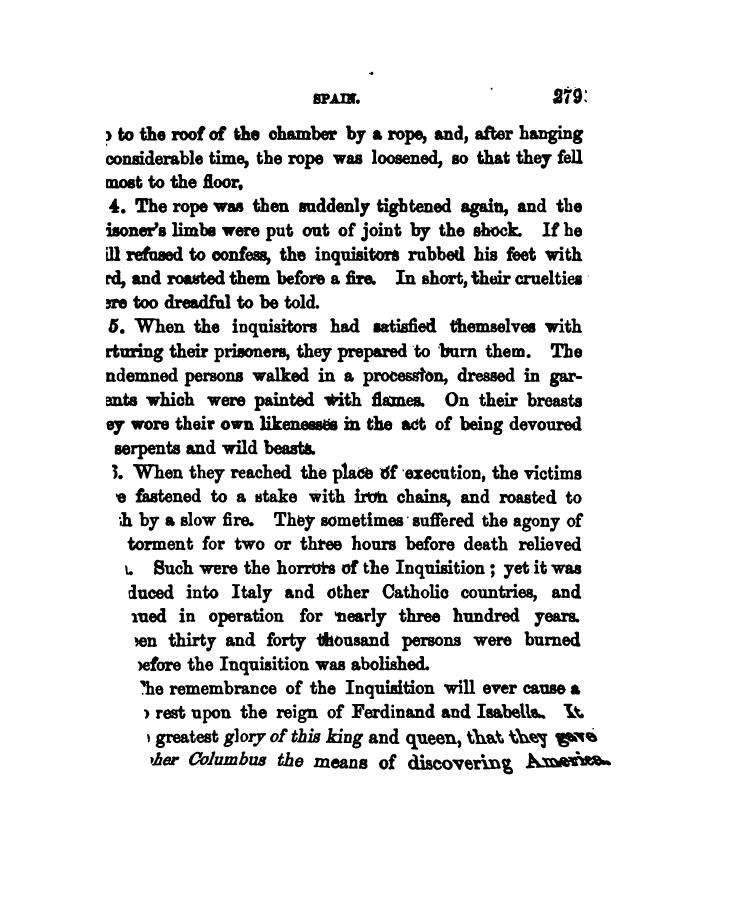 SPAIN. 279
to the roof of the chamber by a rope, and, after hanging
considerable time, the rope was loosened, so that they fell
most to the floor.
4. The rope was then suddenly tightened again, and the
isoner's limbs were put out of joint by the shock. If he
ill refused to confess, the inquisitors rubbed his feet with
rd, and roasted them before a fire. In short, their cruelties
ere too dreadful to be told.
5. When the inquisitors had satisfied themselves with
rturing their prisoners, they prepared to burn them. The
ndemned persons walked in a procession, dressed in gar-
ents which were painted with flames. On their breasts
ey wore their own likenesses in the act of being devoured
serpents and wild beasts.
. When they reached the place of execution, the victims
e fastened to a stake with iron chains, and roasted to
h by a slow fire. They sometimes suffered the agony of
torment for two or three hours before death relieved
. Such were the horrors of the Inquisition ; yet it was
duced into Italy and other Catholic countries, and
nued in operation for nearly three hundred years.
en thirty and forty thousand persons were burned
before the Inquisition was abolished.
he remembrance of the Inquisition will ever cause a
rest upon the reign of Ferdinand and Isabella. It
greatest glory of this king and queen, that they gave
her Columbus the means of discovering America.